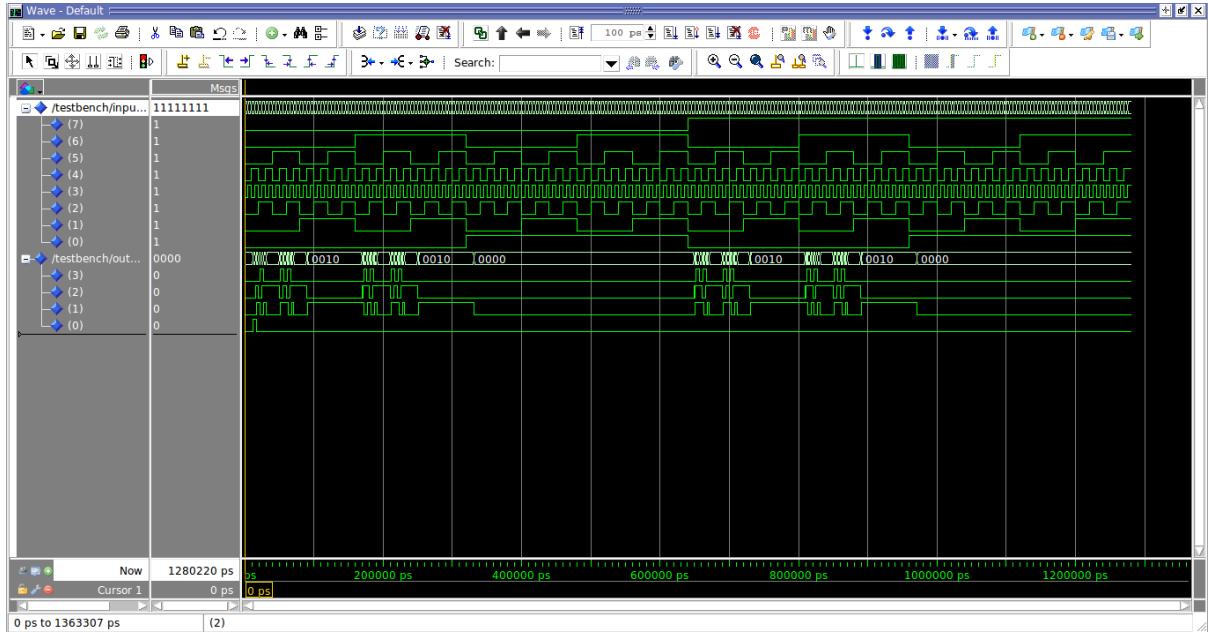 Wave - Default
100 ps
Search:
Msgs
/testbench/inpu... 11111111
(7) 1
(6) 1
(5) 1
(4) 1
(3) 1
(2) 1
(1) 1
(0) 1
/testbench/out... 0000 0010 0010 0000 0010 0010 0000
(3) 0
(2) 0
(1) 0
(0) 0
Now 1280220 ps ps 200000 ps 400000 ps 600000 ps 800000 ps 1000000 ps 1200000 ps
Cursor 1 0 ps 0 ps
0 ps to 1363307 ps (2)